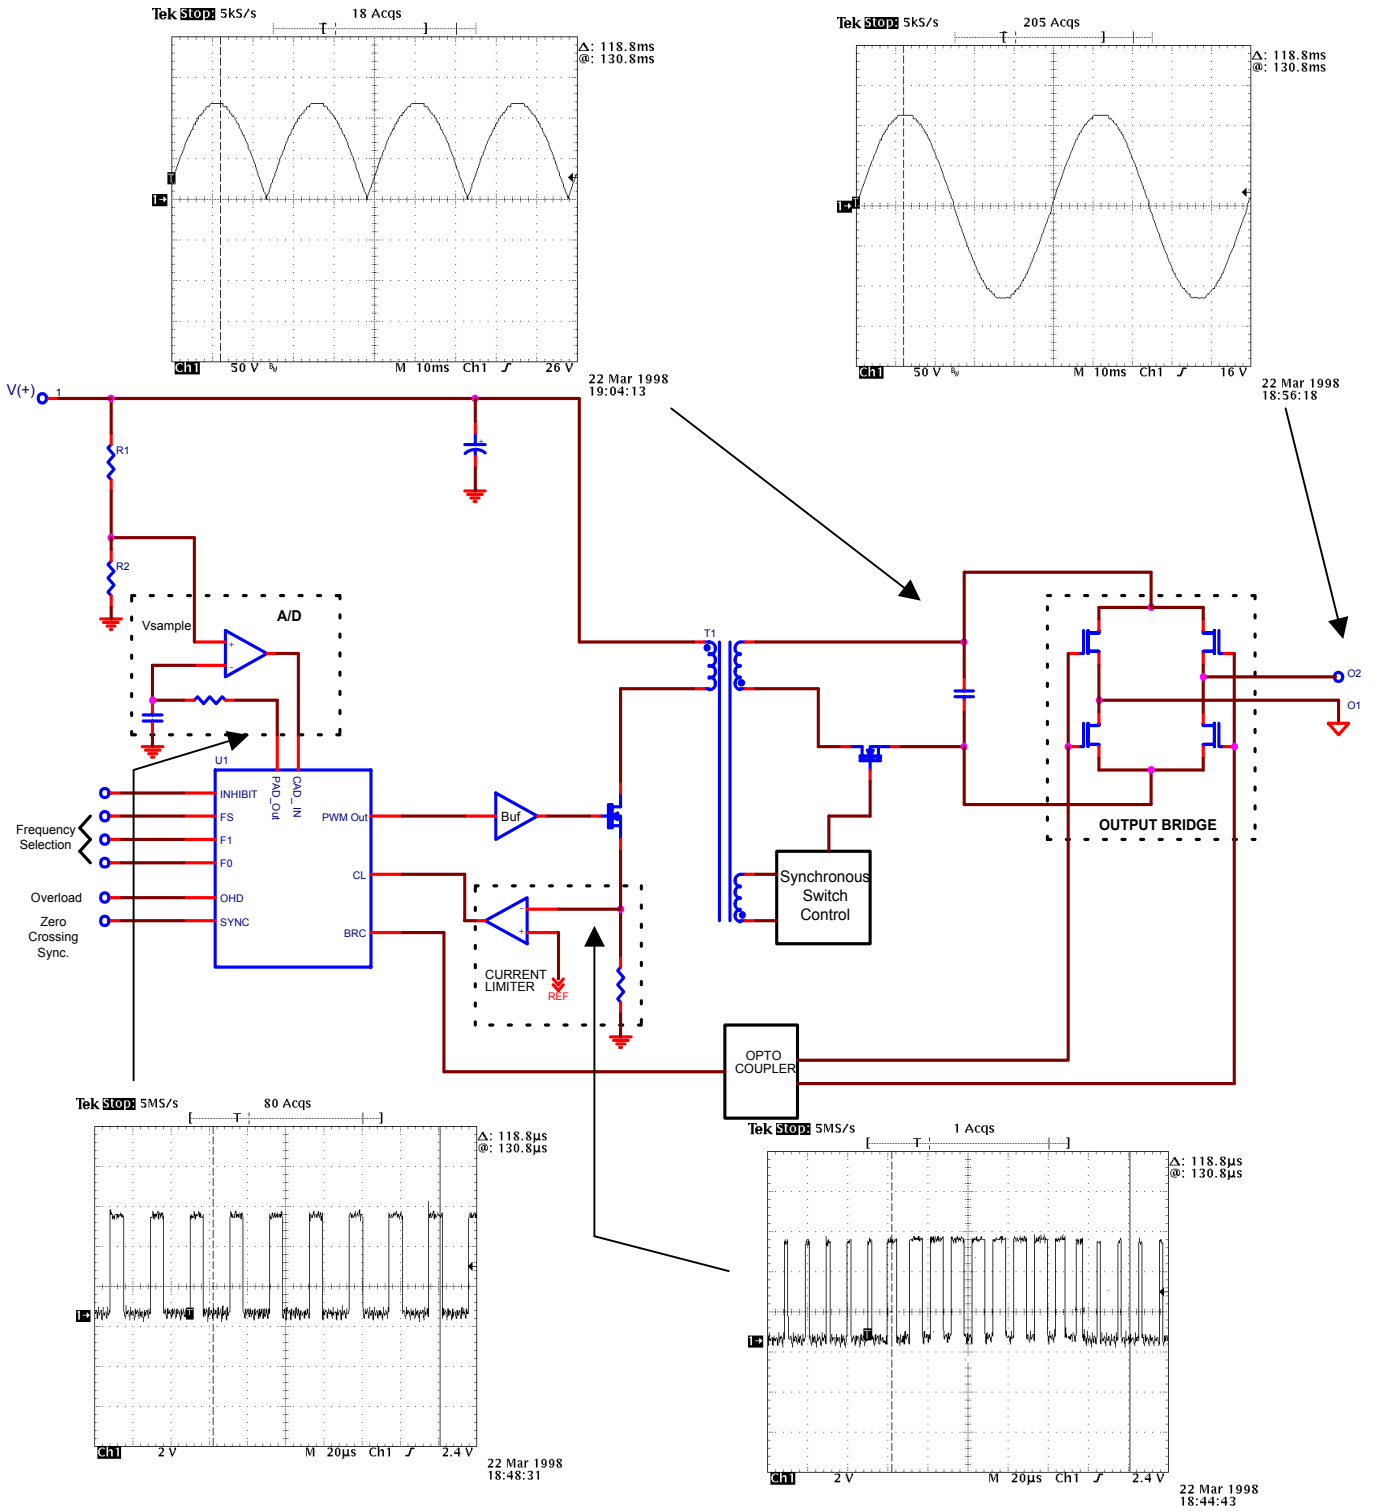 Tek Stop: 5kS/s 18 Acqs
[ T ]
Δ: 118.8ms
@: 130.8ms
T
1→
Ch1 50 V BW M 10ms Ch1 ƒ 26 V
22 Mar 1998
19:04:13
Tek Stop: 5kS/s 205 Acqs
[ T ]
Δ: 118.8ms
@: 130.8ms
1→ T
Ch1 50 V BW M 10ms Ch1 ƒ 16 V
22 Mar 1998
18:56:18
V(+) 1
R1
+
R2
A/D
Vsample
+
−
T1
O2
O1
U1
PAD_Out
CAD_IN
INHIBIT
FS
F1
F0
OHD
SYNC
PWM Out
CL
BRC
Frequency
Selection
Overload
Zero
Crossing
Sync.
Buf
−
+
CURRENT
LIMITER
REF
Synchronous
Switch
Control
OUTPUT BRIDGE
OPTO
COUPLER
Tek Stop: 5MS/s 80 Acqs
[ T ]
Δ: 118.8µs
@: 130.8µs
1→
T
Ch1 2 V M 20µs Ch1 ƒ 2.4 V
22 Mar 1998
18:48:31
Tek Stop: 5MS/s 1 Acqs
[ T ]
Δ: 118.8µs
@: 130.8µs
1→
T
Ch1 2 V M 20µs Ch1 ƒ 2.4 V
22 Mar 1998
18:44:43